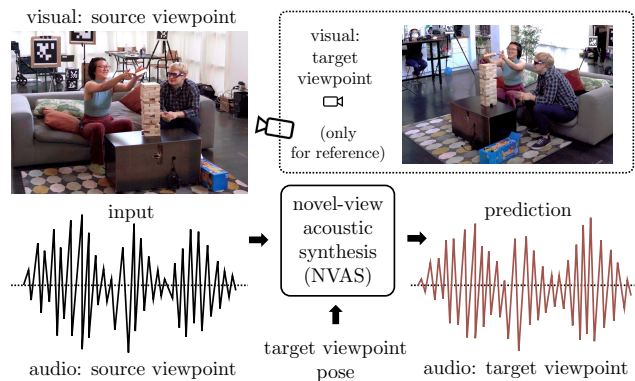 visual: source viewpoint
visual:
target
viewpoint
(only
for reference)
input
novel-view
acoustic
synthesis
(NVAS)
prediction
audio: source viewpoint
target viewpoint
pose
audio: target viewpoint